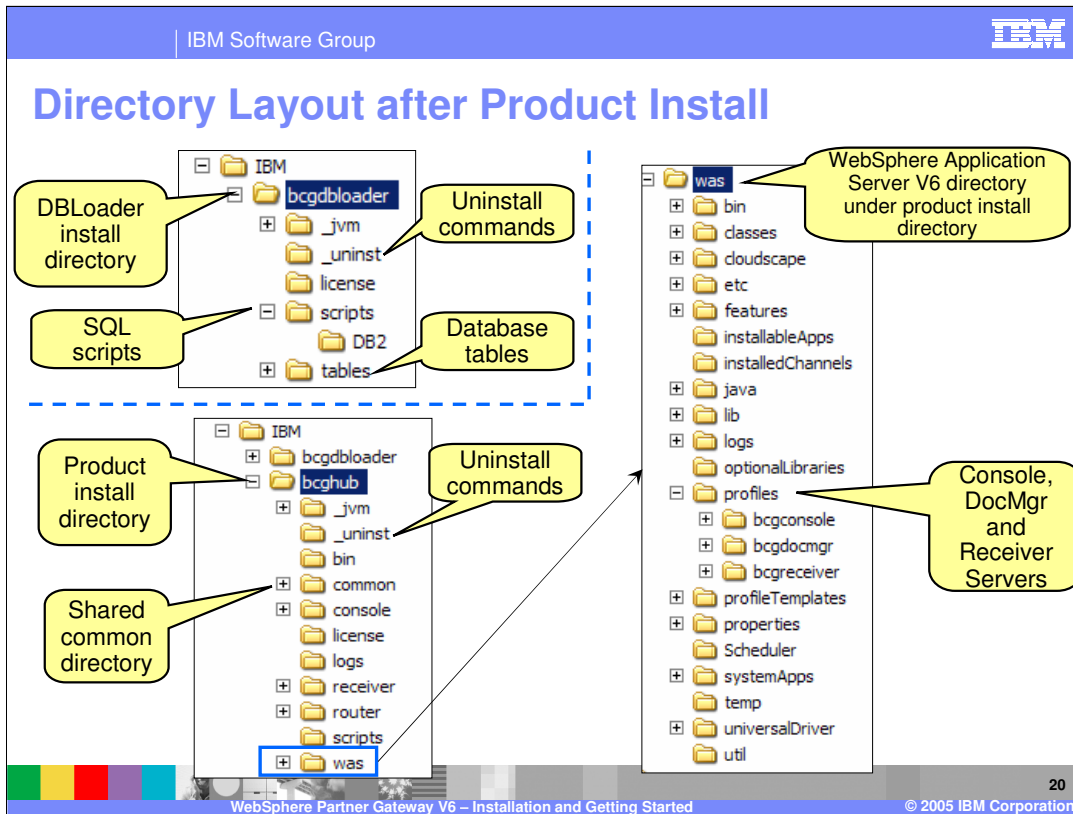 IBM Software Group
IBM
Directory Layout after Product Install
DBLoader
install
directory
SQL
scripts
IBM
bcgdbloader
_jvm
_uninst
license
scripts
DB2
tables
Uninstall
commands
Database
tables
Product
install
directory
Shared
common
directory
IBM
bcgdbloader
bcghub
_jvm
_uninst
bin
common
console
license
logs
receiver
router
scripts
was
Uninstall
commands
was
bin
classes
cloudscape
etc
features
installableApps
installedChannels
java
lib
logs
optionalLibraries
profiles
bcgconsole
bcgdocmgr
bcgreceiver
profileTemplates
properties
Scheduler
systemApps
temp
universalDriver
util
WebSphere Application
Server V6 directory
under product install
directory
Console,
DocMgr
and
Receiver
Servers
20
WebSphere Partner Gateway V6 – Installation and Getting Started
© 2005 IBM Corporation